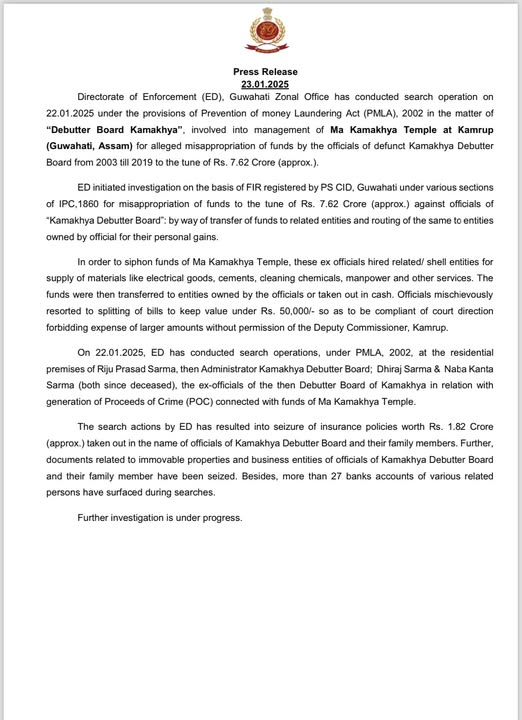 Press Release
23.01.2025
Directorate of Enforcement (ED), Guwahati Zonal Office has conducted search operation on
22.01.2025 under the provisions of Prevention of money Laundering Act (PMLA), 2002 in the matter of
“Debutter Board Kamakhya”, involved into management of Ma Kamakhya Temple at Kamrup
(Guwahati, Assam) for alleged misappropriation of funds by the officials of defunct Kamakhya Debutter
Board from 2003 till 2019 to the tune of Rs. 7.62 Crore (approx.).
ED initiated investigation on the basis of FIR registered by PS CID, Guwahati under various sections
of IPC,1860 for misappropriation of funds to the tune of Rs. 7.62 Crore (approx.) against officials of
“Kamakhya Debutter Board”: by way of transfer of funds to related entities and routing of the same to entities
owned by official for their personal gains.
In order to siphon funds of Ma Kamakhya Temple, these ex officials hired related/ shell entities for
supply of materials like electrical goods, cements, cleaning chemicals, manpower and other services. The
funds were then transferred to entities owned by the officials or taken out in cash. Officials mischievously
resorted to splitting of bills to keep value under Rs. 50,000/- so as to be compliant of court direction
forbidding expense of larger amounts without permission of the Deputy Commissioner, Kamrup.
On 22.01.2025, ED has conducted search operations, under PMLA, 2002, at the residential
premises of Riju Prasad Sarma, then Administrator Kamakhya Debutter Board; Dhiraj Sarma & Naba Kanta
Sarma (both since deceased), the ex-officials of the then Debutter Board of Kamakhya in relation with
generation of Proceeds of Crime (POC) connected with funds of Ma Kamakhya Temple.
The search actions by ED has resulted into seizure of insurance policies worth Rs. 1.82 Crore
(approx.) taken out in the name of officials of Kamakhya Debutter Board and their family members. Further,
documents related to immovable properties and business entities of officials of Kamakhya Debutter Board
and their family member have been seized. Besides, more than 27 banks accounts of various related
persons have surfaced during searches.
Further investigation is under progress.